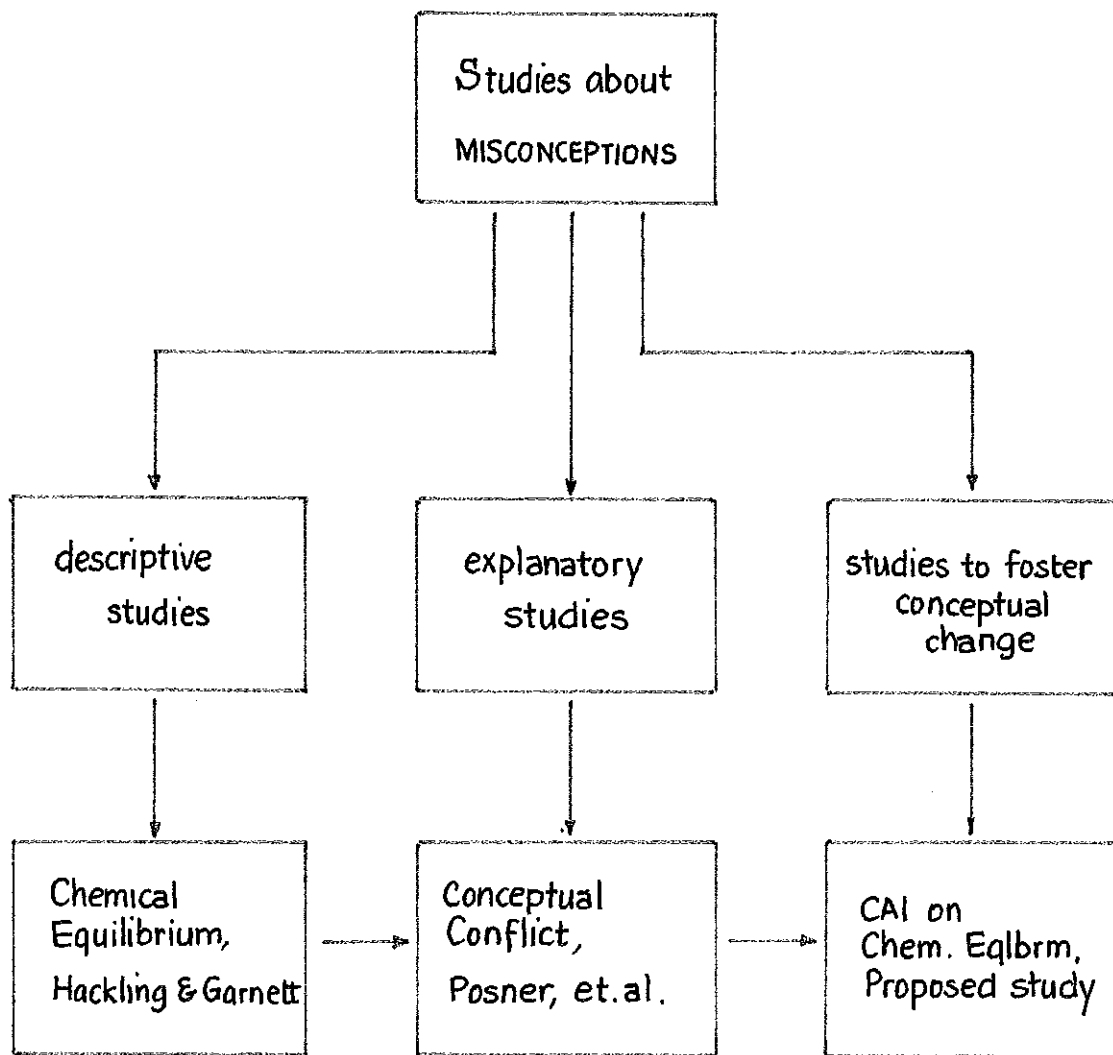 Studies about
MISCONCEPTIONS
descriptive
studies
explanatory
studies
studies to foster
conceptual
change
Chemical
Equilibrium,
Hackling & Garnett
Conceptual
Conflict,
Posner, et.al.
CAI on
Chem. Eqlbrm,
Proposed study